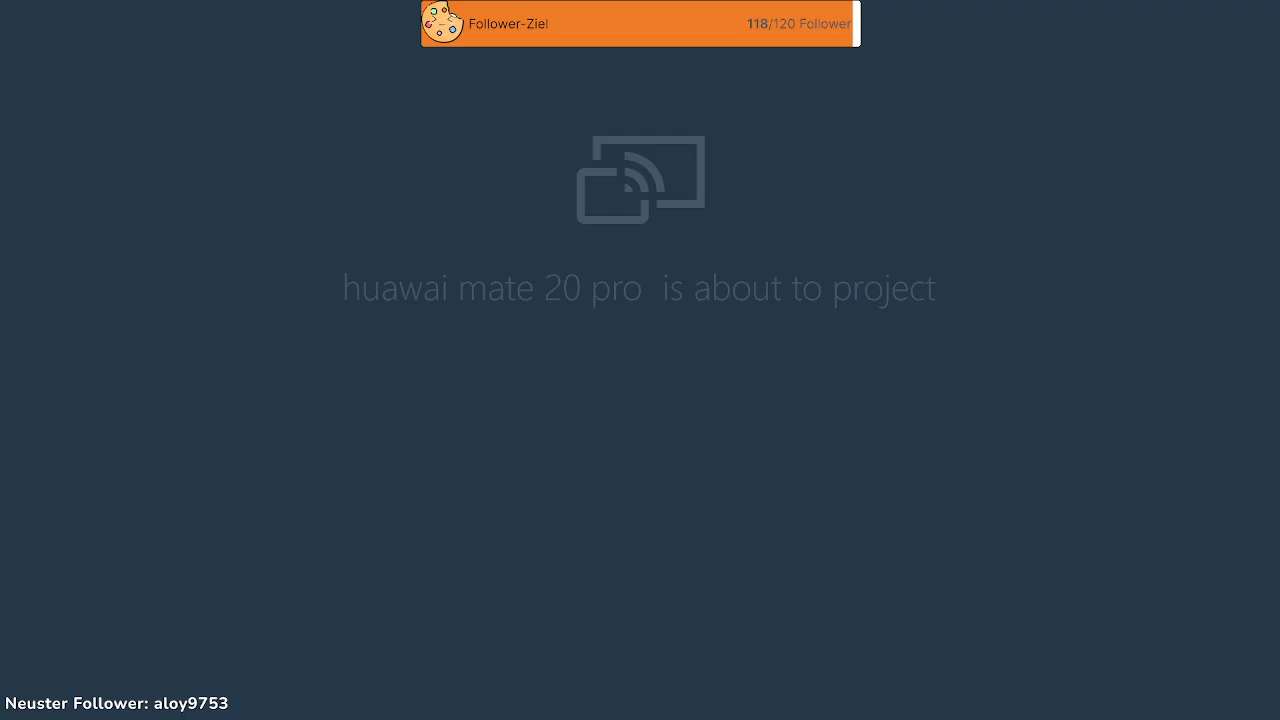 Follower-Ziel 118/120 Follower
huawai mate 20 pro is about to project
Neuster Follower: aloy9753